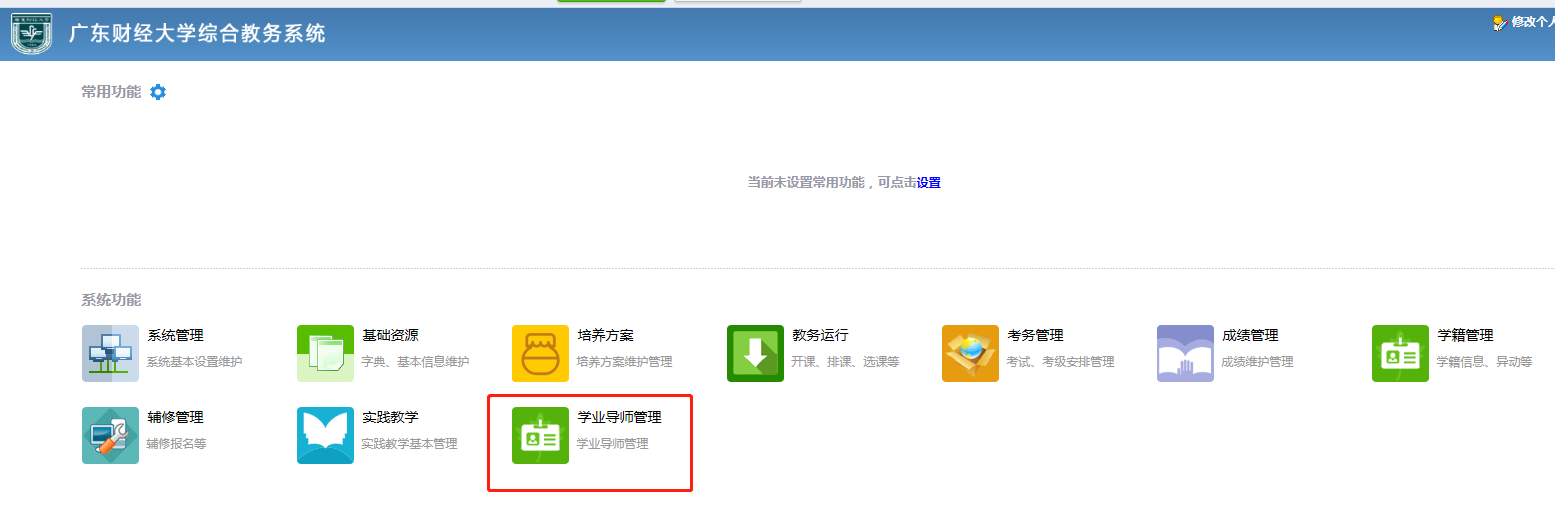 广东财经大学综合教务系统
修改个人
常用功能
当前未设置常用功能，可点击设置
系统功能
系统管理
系统基本设置维护
基础资源
字典、基本信息维护
培养方案
培养方案维护管理
教务运行
开课、排课、选课等
考务管理
考试、考级安排管理
成绩管理
成绩维护管理
学籍管理
学籍信息、异动等
辅修管理
辅修报名等
实践教学
实践教学基本管理
学业导师管理
学业导师管理